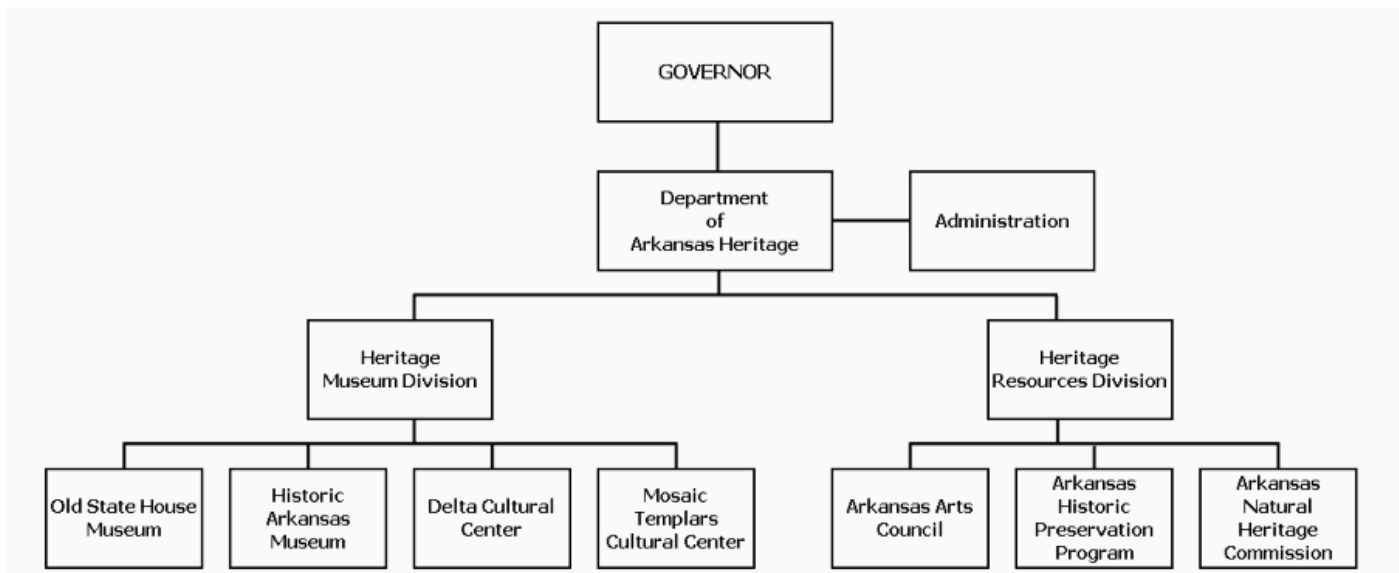 GOVERNOR
Department
of
Arkansas Heritage
Administration
Heritage
Museum Division
Heritage
Resources Division
Old State House
Museum
Historic
Arkansas
Museum
Delta Cultural
Center
Mosaic
Templars
Cultural Center
Arkansas Arts
Council
Arkansas
Historic
Preservation
Program
Arkansas
Natural
Heritage
Commission